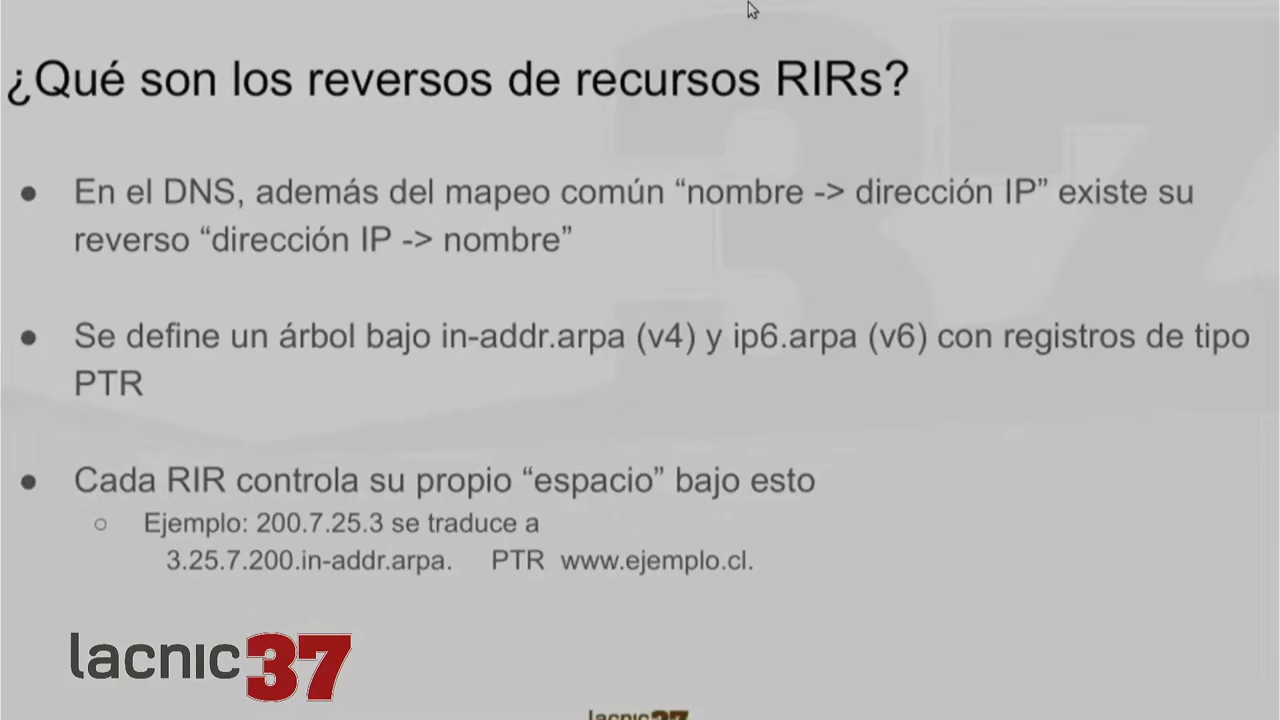 ¿Qué son los reversos de recursos RIRs?
● En el DNS, además del mapeo común “nombre -> dirección IP” existe su
reverso “dirección IP -> nombre”
● Se define un árbol bajo in-addr.arpa (v4) y ip6.arpa (v6) con registros de tipo
PTR
● Cada RIR controla su propio “espacio” bajo esto
○ Ejemplo: 200.7.25.3 se traduce a
3.25.7.200.in-addr.arpa. PTR www.ejemplo.cl.
lacnic37
lacnic37